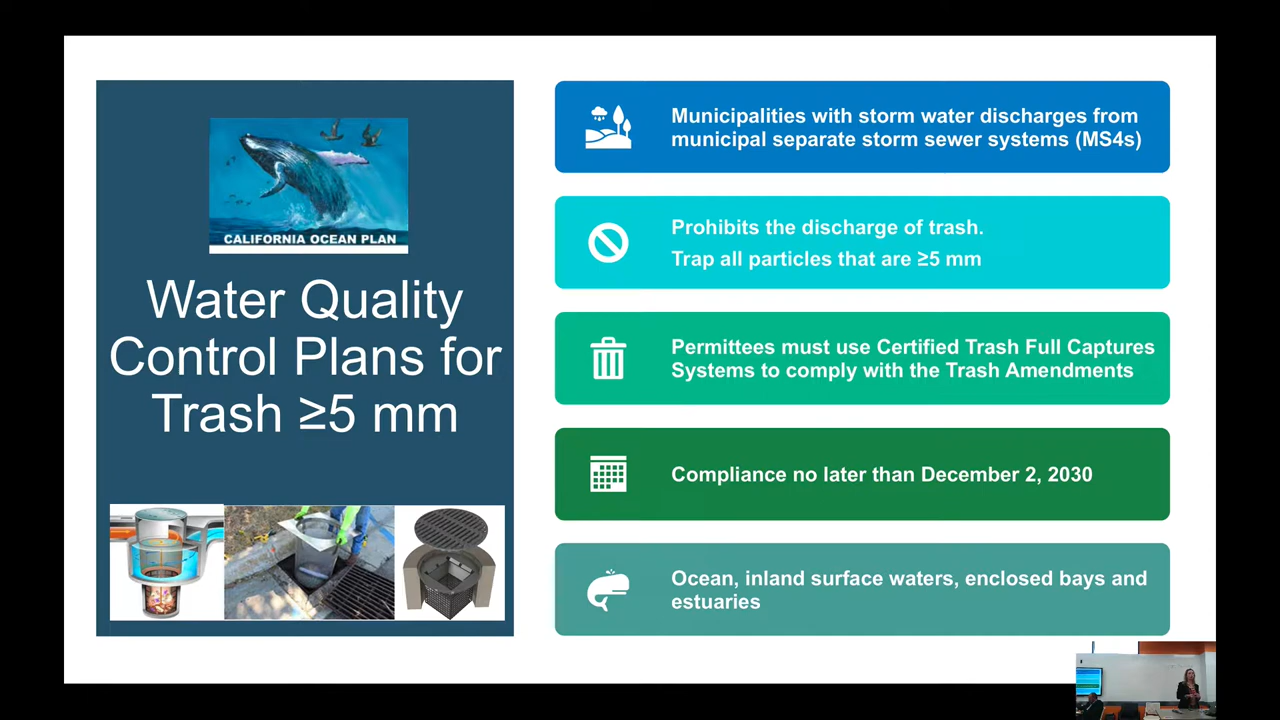 CALIFORNIA OCEAN PLAN
Water Quality
Control Plans for
Trash ≥5 mm
Municipalities with storm water discharges from
municipal separate storm sewer systems (MS4s)
Prohibits the discharge of trash.
Trap all particles that are ≥5 mm
Permittees must use Certified Trash Full Captures
Systems to comply with the Trash Amendments
Compliance no later than December 2, 2030
Ocean, inland surface waters, enclosed bays and
estuaries